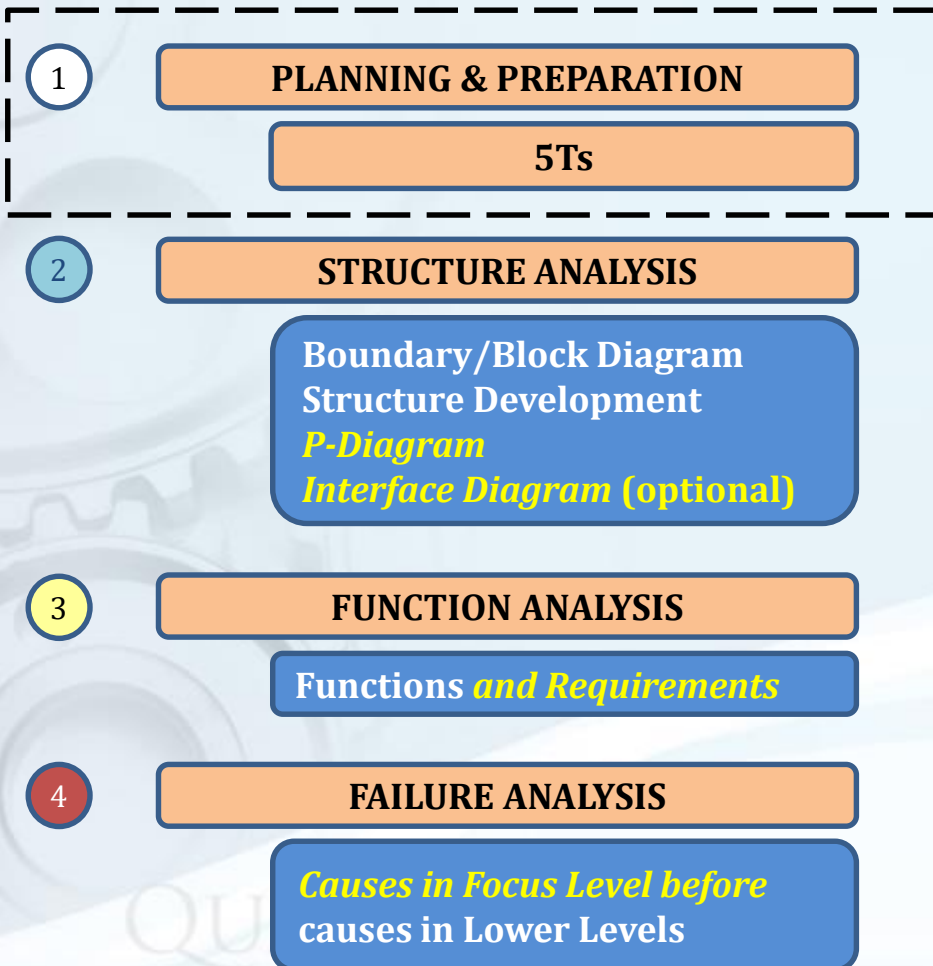 1
PLANNING & PREPARATION
5Ts
2
STRUCTURE ANALYSIS
Boundary/Block Diagram
Structure Development
P-Diagram
Interface Diagram (optional)
3
FUNCTION ANALYSIS
Functions and Requirements
4
FAILURE ANALYSIS
Causes in Focus Level before
causes in Lower Levels
QU